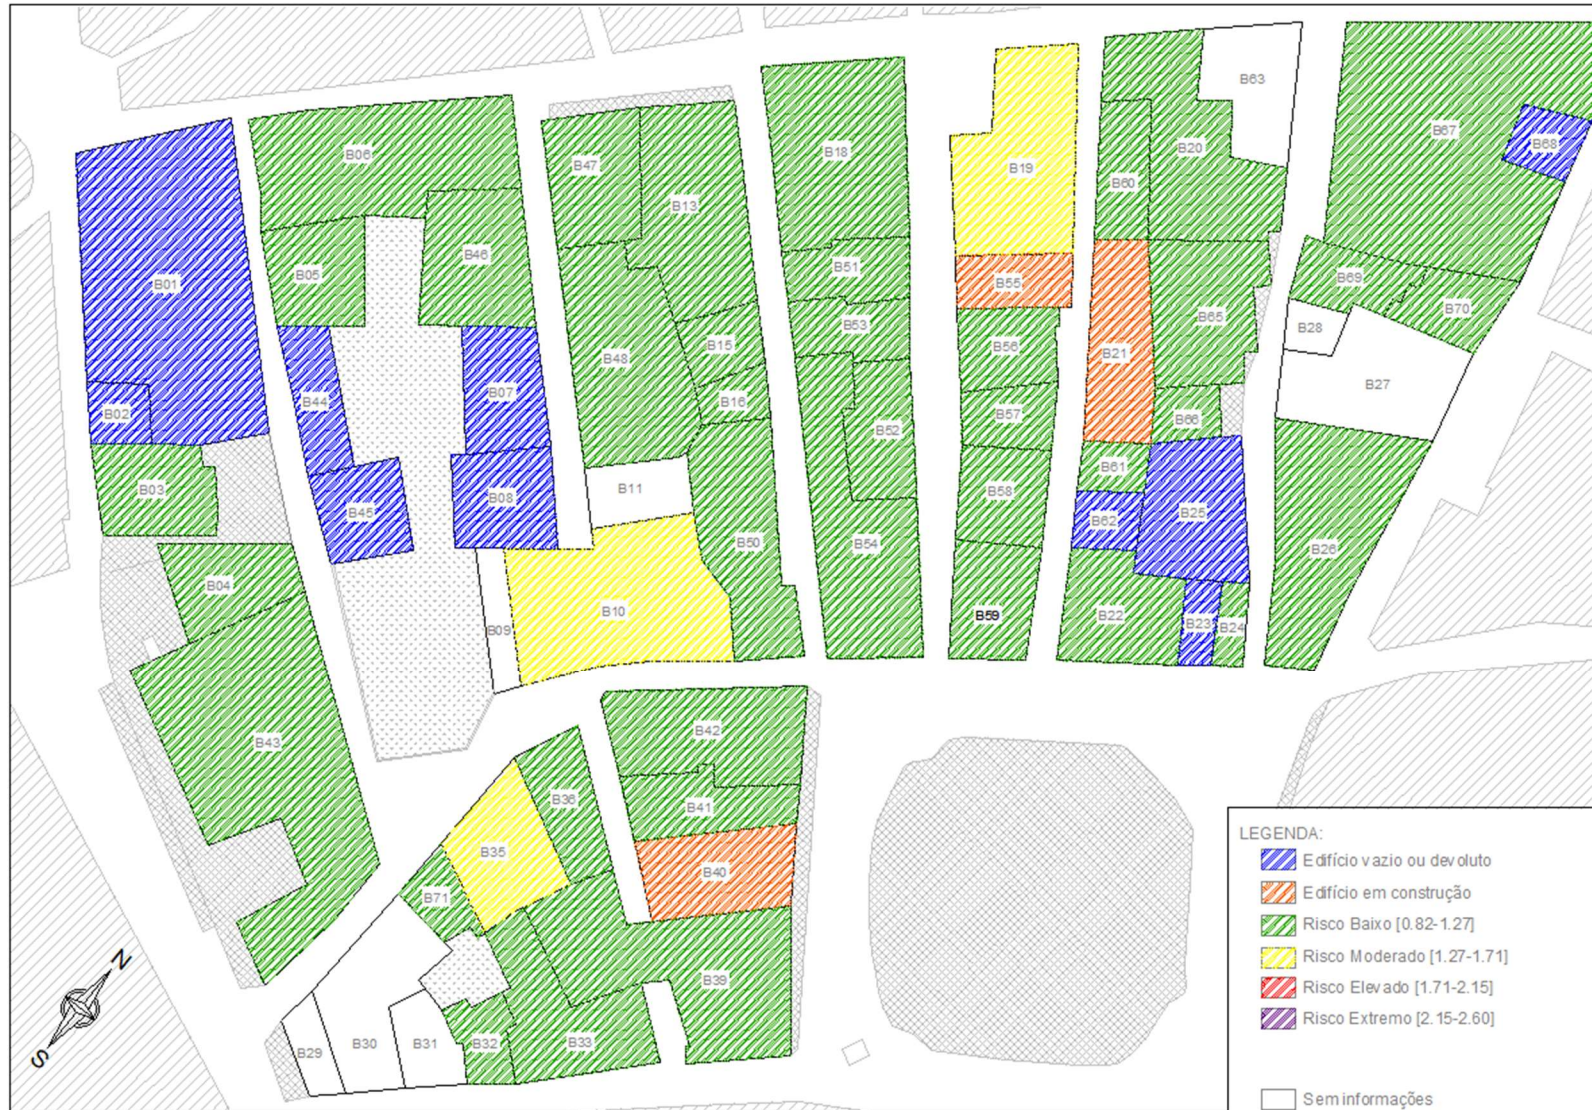 B63
B67
B68
B06
B47
B13
B18
B19
B20
B60
B01
B05
B46
B51
B55
B69
B53
B65
B70
B28
B15
B48
B56
B21
B27
B44
B07
B02
B16
B57
B66
B52
B61
B03
B11
B08
B45
B58
B62
B25
B50
B54
B26
B04
B10
B09
B59
B22
B23
B24
B43
B42
B36
B41
B35
B40
B71
B39
B29
B30
B31
B32
B33
N
S
LEGENDA:
Edifício vazio ou devoluto
Edifício em construção
Risco Baixo [0.82-1.27]
Risco Moderado [1.27-1.71]
Risco Elevado [1.71-2.15]
Risco Extremo [2.15-2.60]
Sem informações